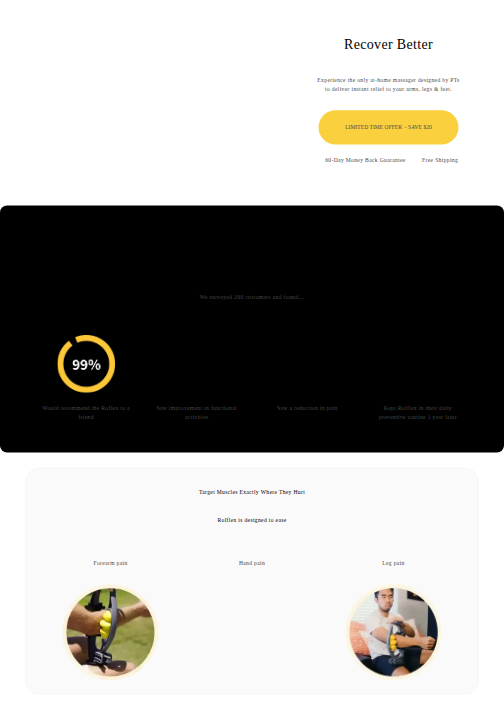 Recover Better
Experience the only at-home massager designed by PTs
to deliver instant relief to your arms, legs & feet.
LIMITED TIME OFFER - SAVE $20
60-Day Money Back Guarantee Free Shipping
We surveyed 200 customers and found...
99%
Would recommend the Rolflex to a
friend.
Saw improvement in functional
activities
Saw a reduction in pain
Kept Rolflex in their daily
preventive routine 1 year later
Target Muscles Exactly Where They Hurt
Rolflex is designed to ease
Forearm pain
Hand pain
Leg pain